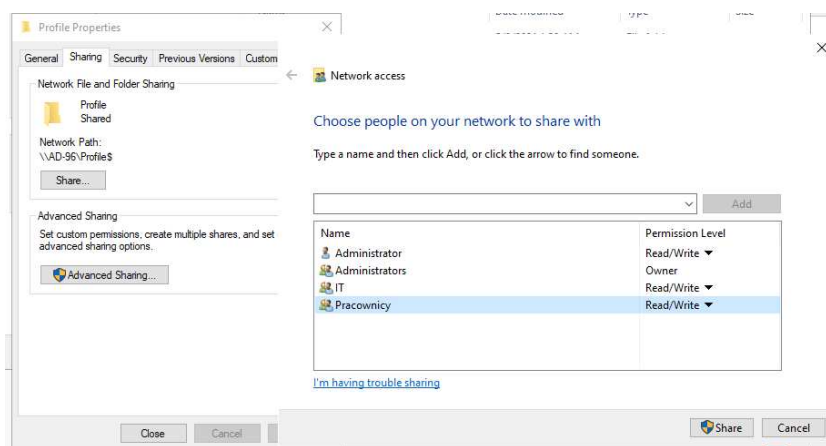 Date modified Type Size
Profile Properties
General Sharing Security Previous Versions Custom
Network File and Folder Sharing
Profile
Shared
Network Path:
\\AD-96\Profile$
Share...
Advanced Sharing
Set custom permissions, create multiple shares, and set
advanced sharing options.
Advanced Sharing...
Close Cancel
Network access
Choose people on your network to share with
Type a name and then click Add, or click the arrow to find someone.
Add
Name Permission Level
Administrator Read/Write
Administrators Owner
IT Read/Write
Pracownicy Read/Write
I'm having trouble sharing
Share Cancel